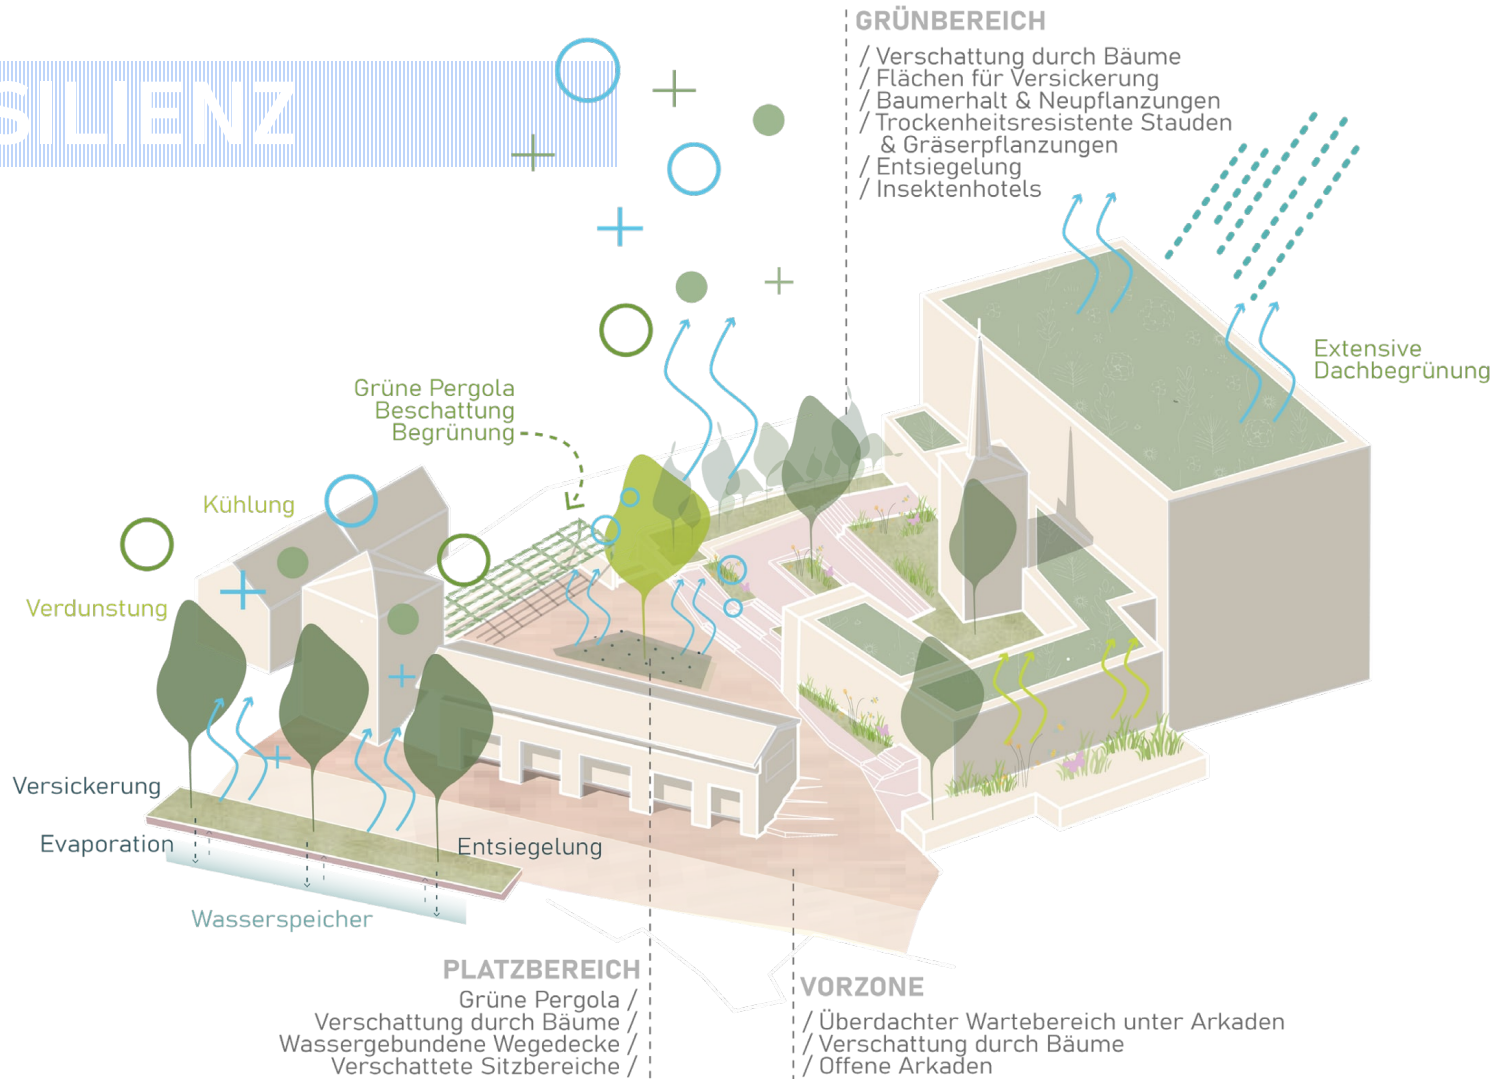 SILIENZ
GRÜNBEREICH
/ Verschattung durch Bäume
/ Flächen für Versickerung
/ Baumerhalt & Neupflanzungen
/ Trockenheitsresistente Stauden
& Gräserpflanzungen
/ Entsiegelung
/ Insektenhotels
Extensive
Dachbegrünung
Grüne Pergola
Beschattung
Begrünung
Kühlung
Verdunstung
Versickerung
Evaporation
Entsiegelung
Wasserspeicher
PLATZBEREICH
Grüne Pergola /
Verschattung durch Bäume /
Wassergebundene Wegedecke /
Verschattete Sitzbereiche /
VORZONE
/ Überdachter Wartebereich unter Arkaden
/ Verschattung durch Bäume
/ Offene Arkaden